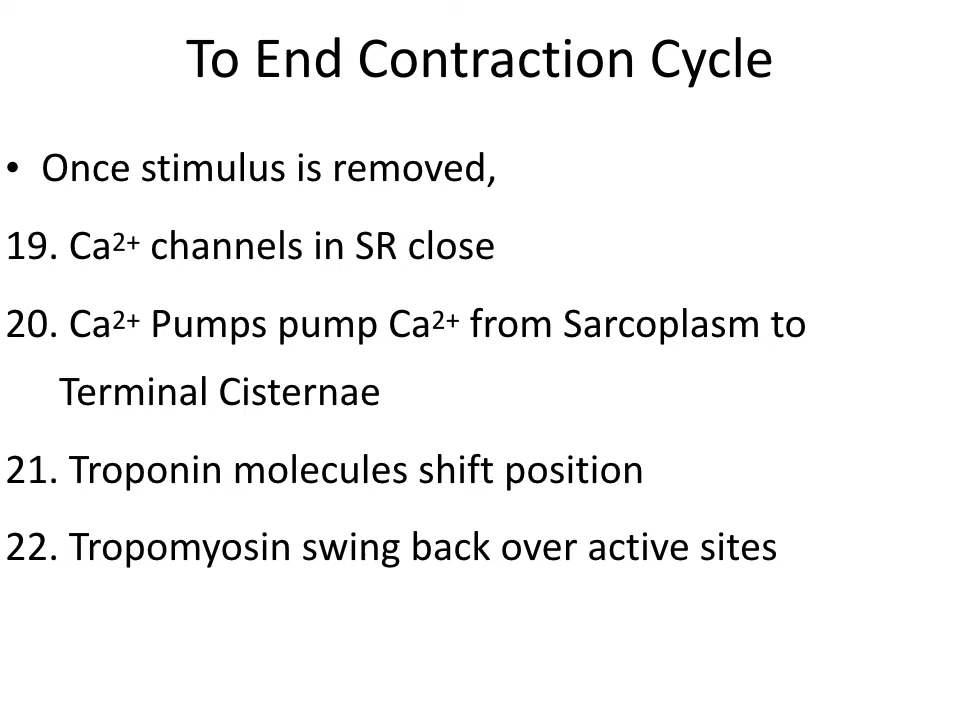 To End Contraction Cycle
• Once stimulus is removed,
19. Ca²⁺ channels in SR close
20. Ca²⁺ Pumps pump Ca²⁺ from Sarcoplasm to
Terminal Cisternae
21. Troponin molecules shift position
22. Tropomyosin swing back over active sites